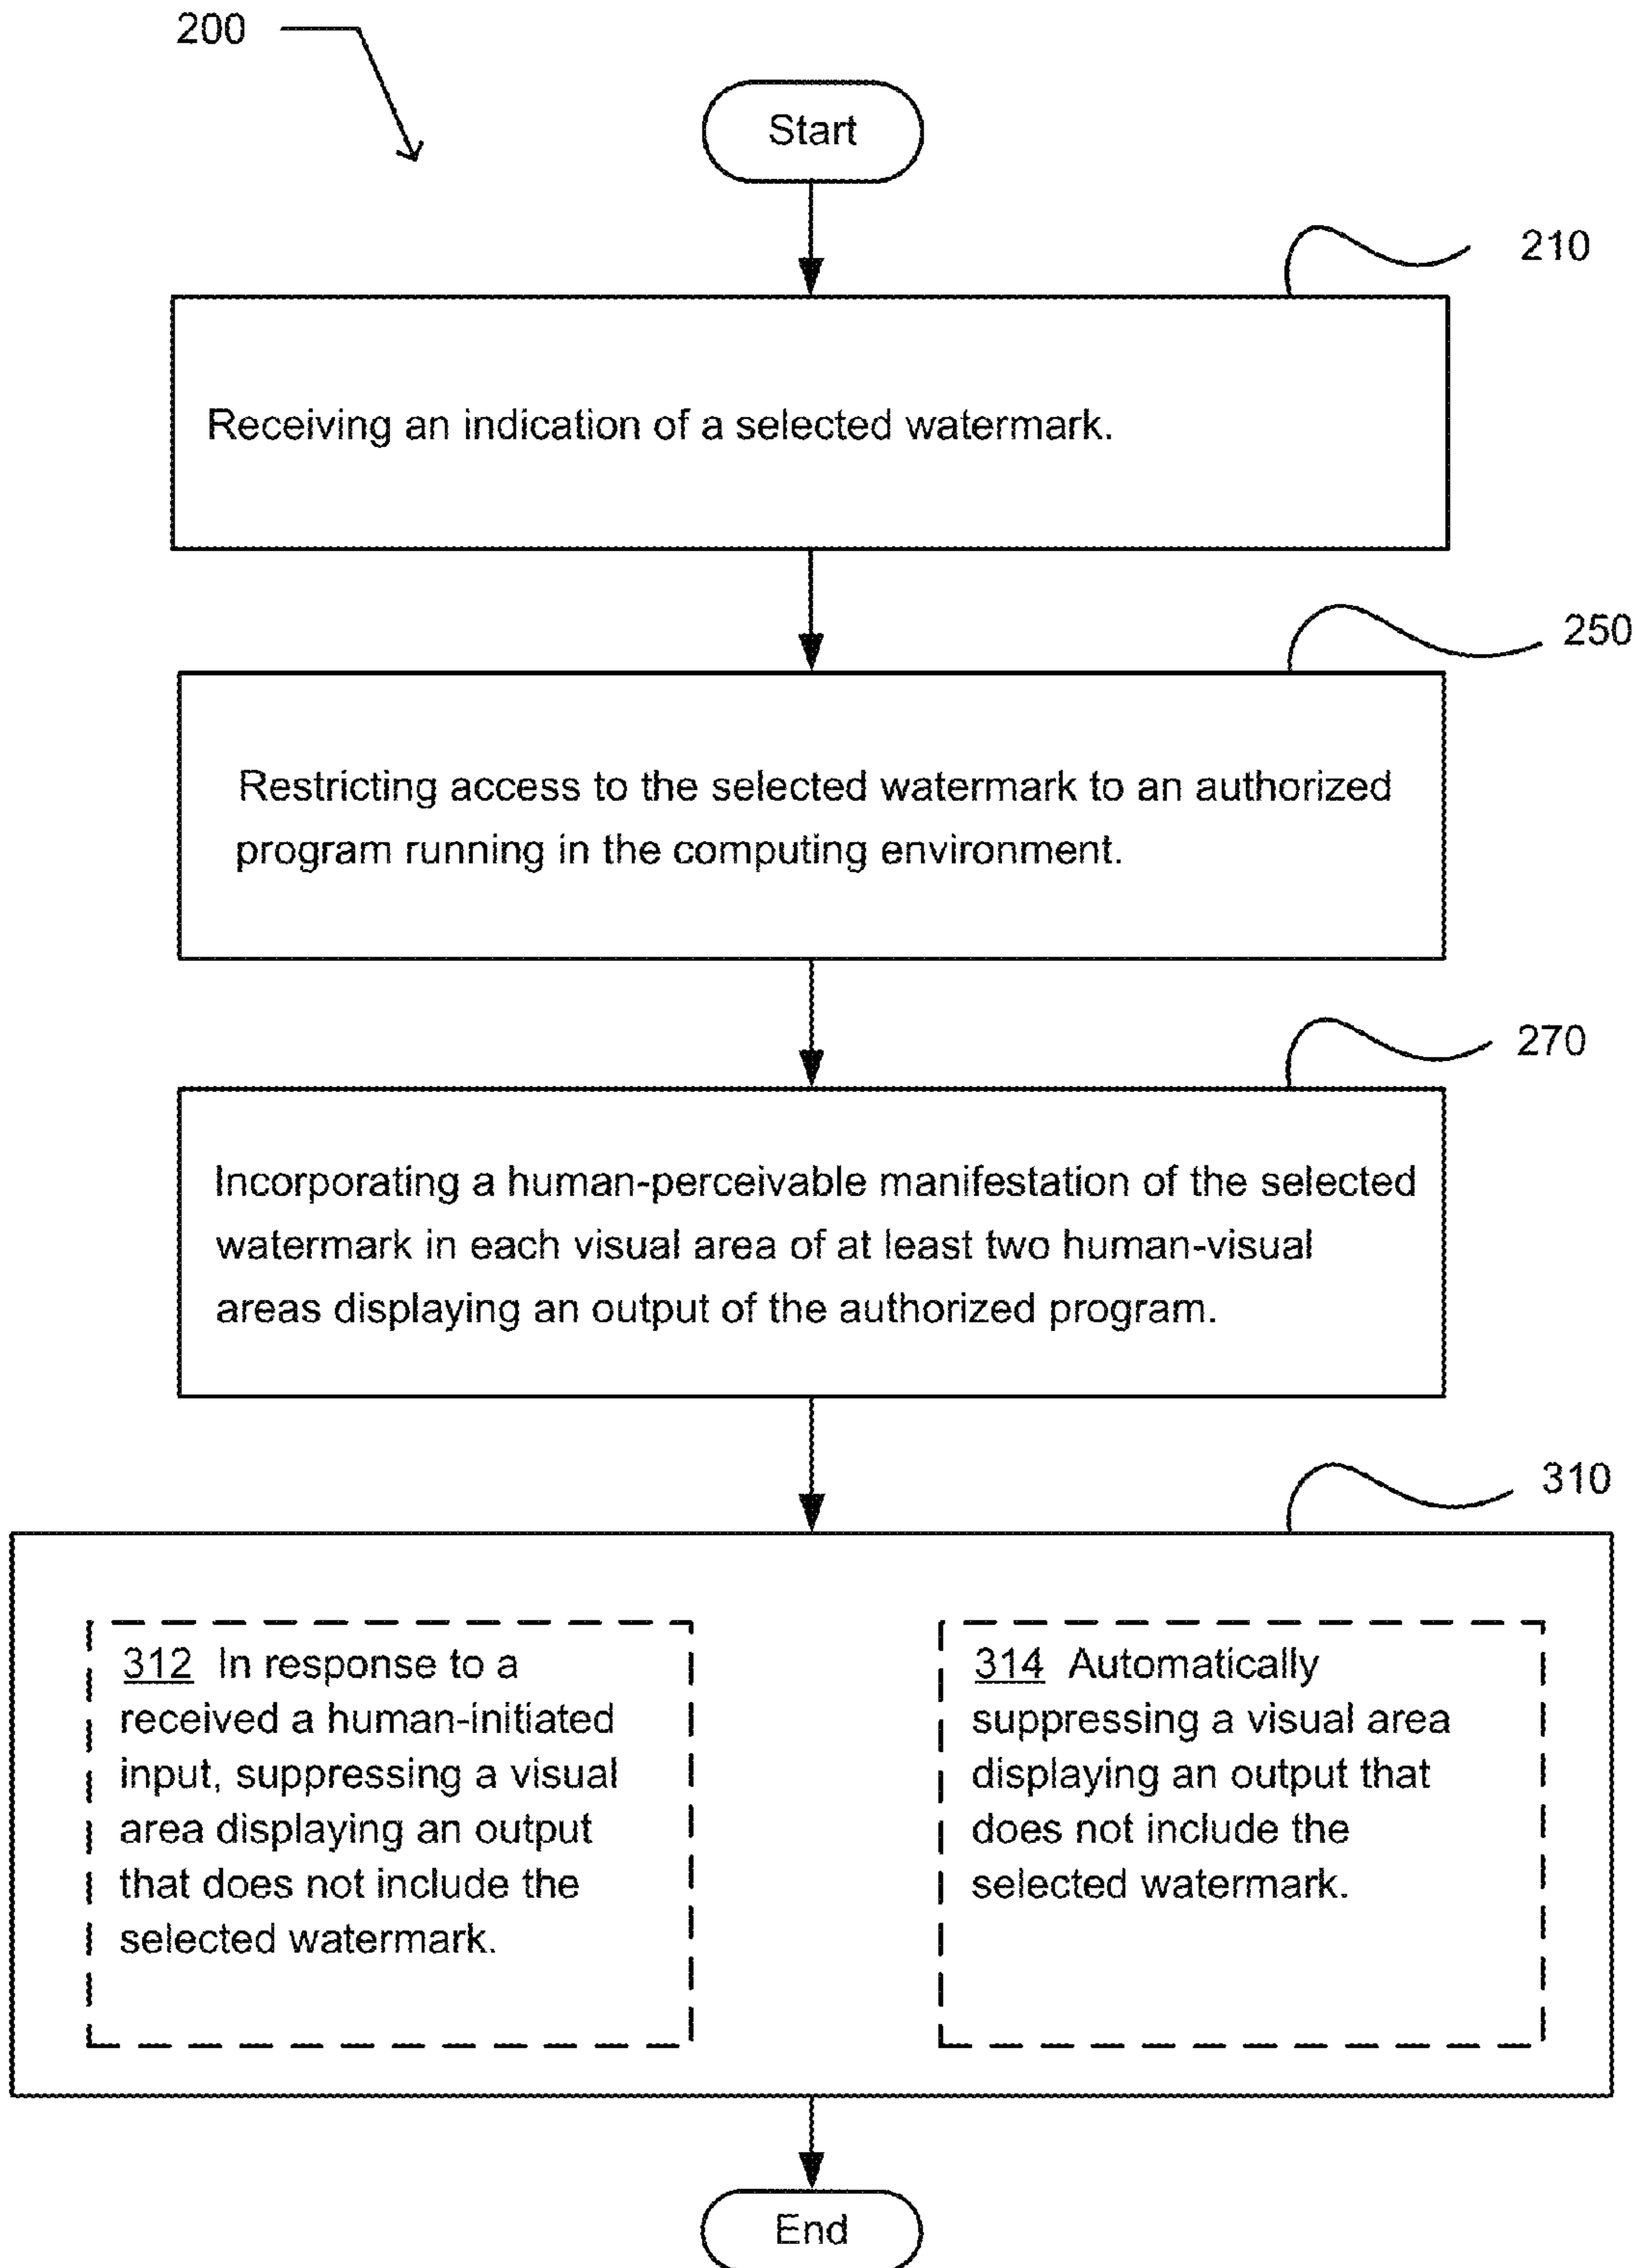 200
Start
210
Receiving an indication of a selected watermark.
250
Restricting access to the selected watermark to an authorized
program running in the computing environment.
270
Incorporating a human-perceivable manifestation of the selected
watermark in each visual area of at least two human-visual
areas displaying an output of the authorized program.
310
312 In response to a
received a human-initiated
input, suppressing a visual
area displaying an output
that does not include the
selected watermark.
314 Automatically
suppressing a visual area
displaying an output that
does not include the
selected watermark.
End